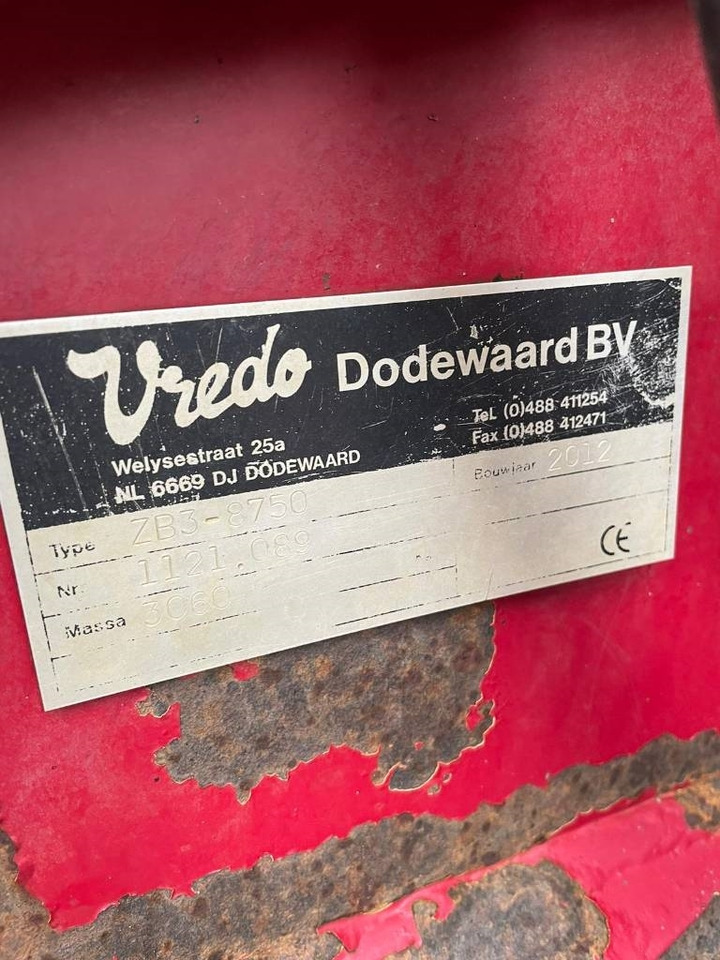 Vredo Dodewaard BV
Welysestraat 25a
NL 6669 DJ DODEWAARD
Tel. (0)488 411254
Fax (0)488 412471
Type ZB3-8750
Bouwjaar 2012
Nr. 1121.089
Massa 3060
CE